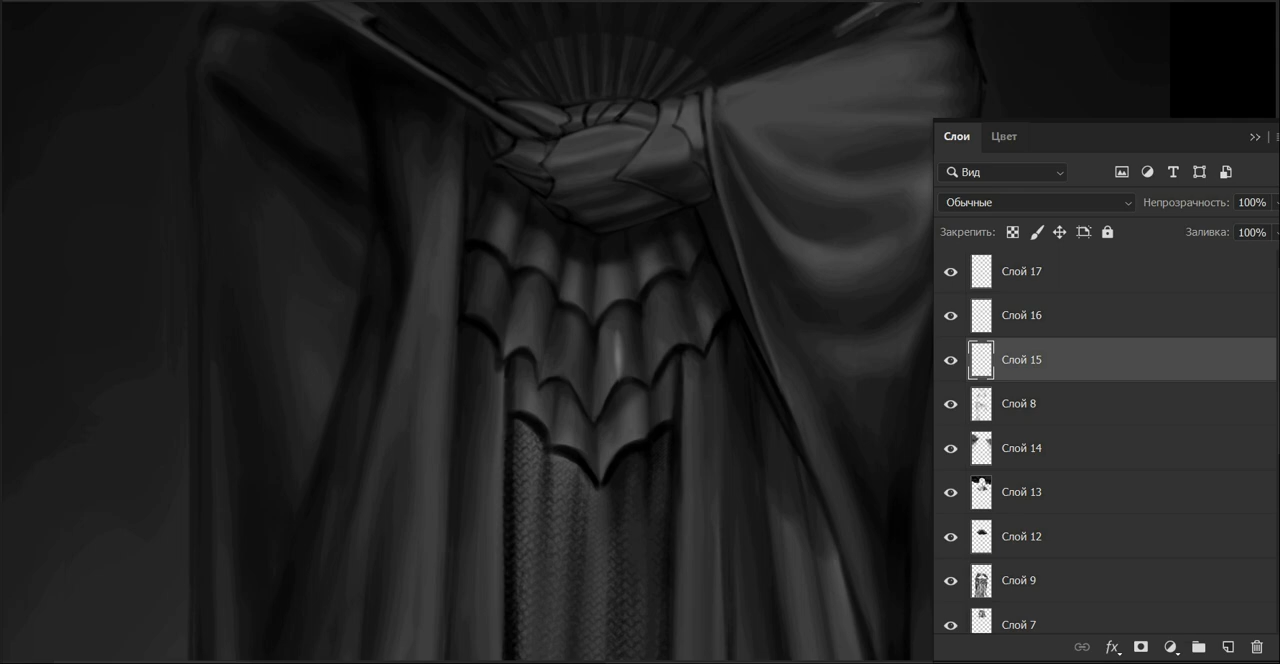 Слои Цвет
Вид
Обычные Непрозрачность: 100%
Закрепить: Заливка: 100%
Слой 17
Слой 16
Слой 15
Слой 8
Слой 14
Слой 13
Слой 12
Слой 9
Слой 7
fx